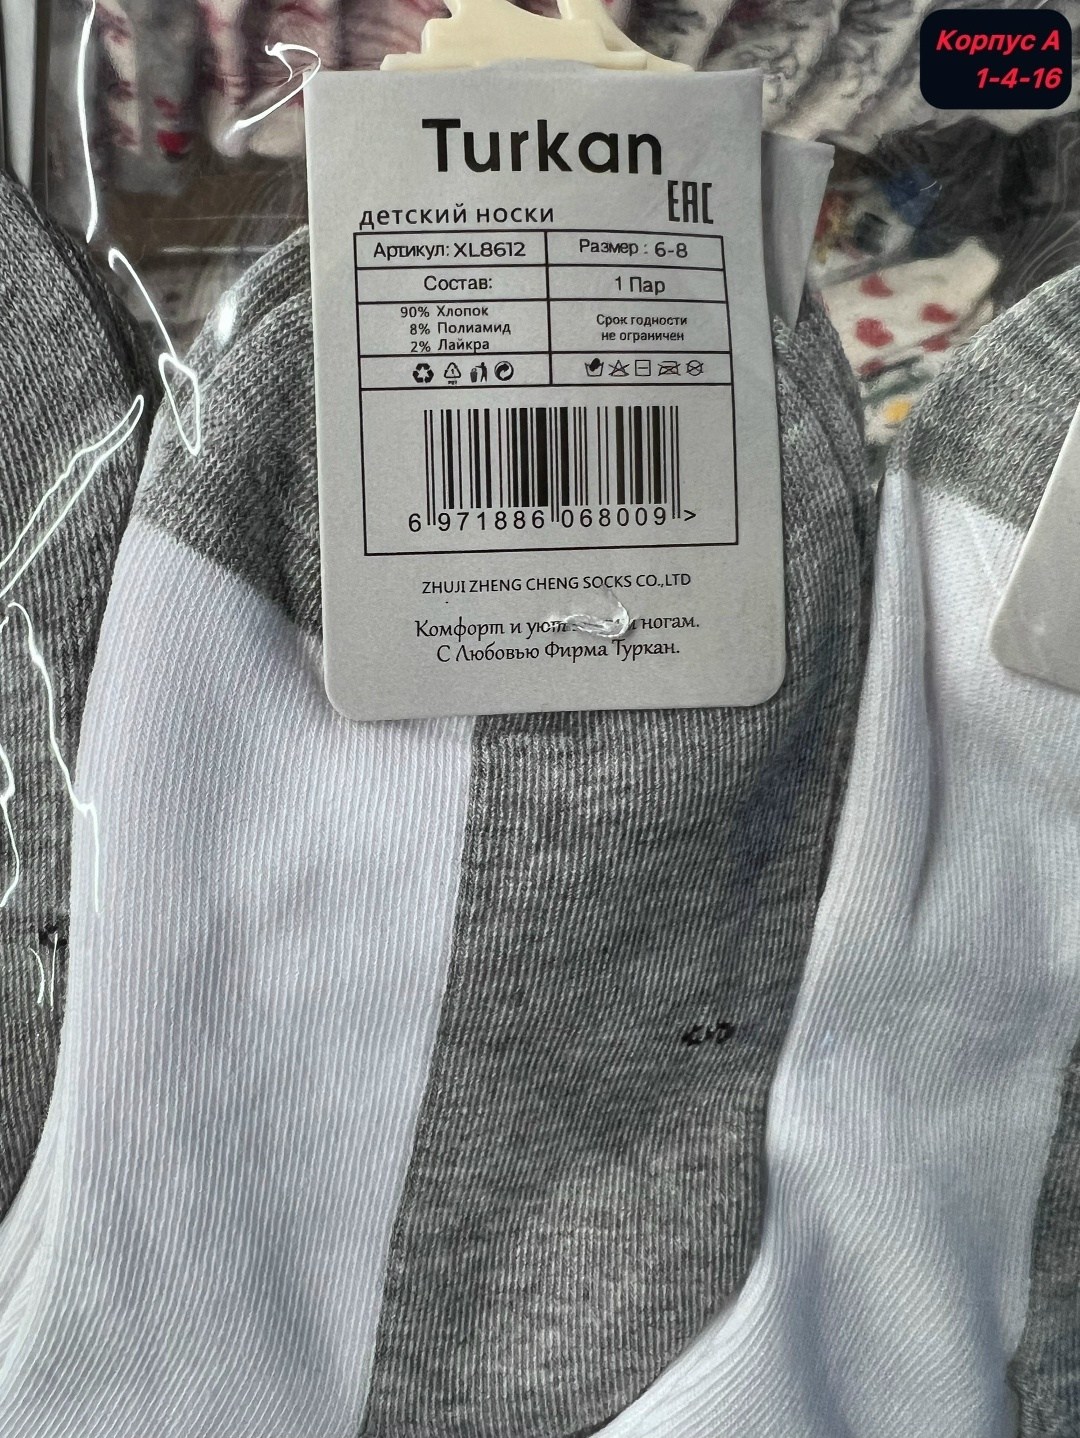 Корпус А
1-4-16
Turkan
EAC
детский носки
Артикул: XL8612
Размер : 6-8
Состав:
1 Пар
90% Хлопок
8% Полиамид
2% Лайкра
Срок годности
не ограничен
6 971886 068009 >
ZHUJI ZHENG CHENG SOCKS CO.,LTD
Комфорт и уют ногам.
С Любовью Фирма Туркан.